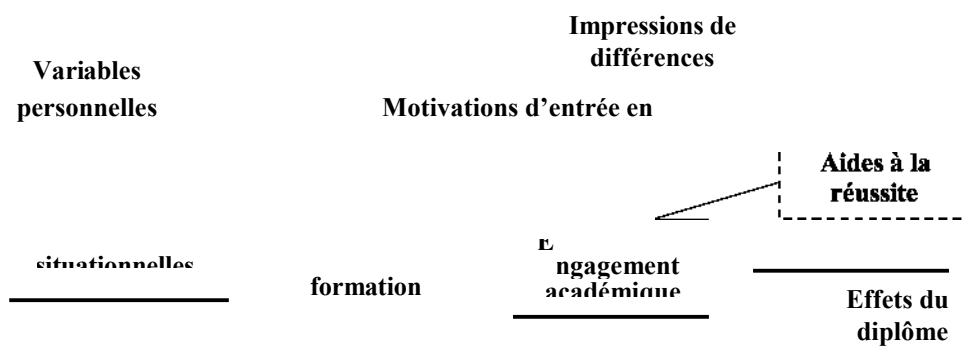 Impressions de
différences
Variables
personnelles
Motivations d'entrée en
Aides à la
réussite
situationnelles
formation
E
ngagement
académique
Effets du
diplôme